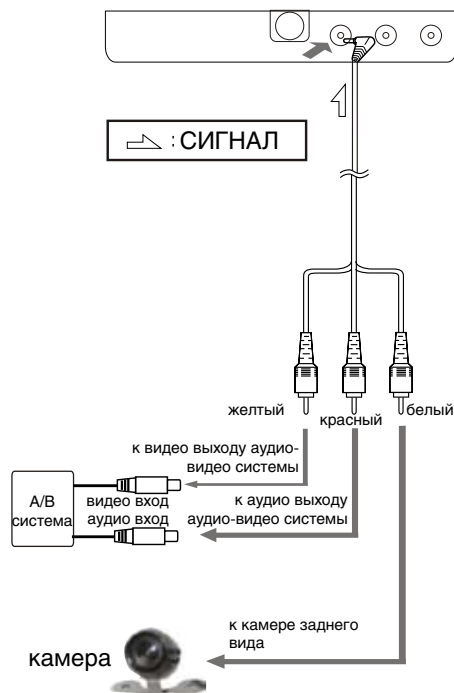 : СИГНАЛ
желтый
красный
белый
к видео выходу аудио-
видео системы
А/В
система
видео вход
аудио вход
к аудио выходу
аудио-видео системы
к камере заднего
вида
камера